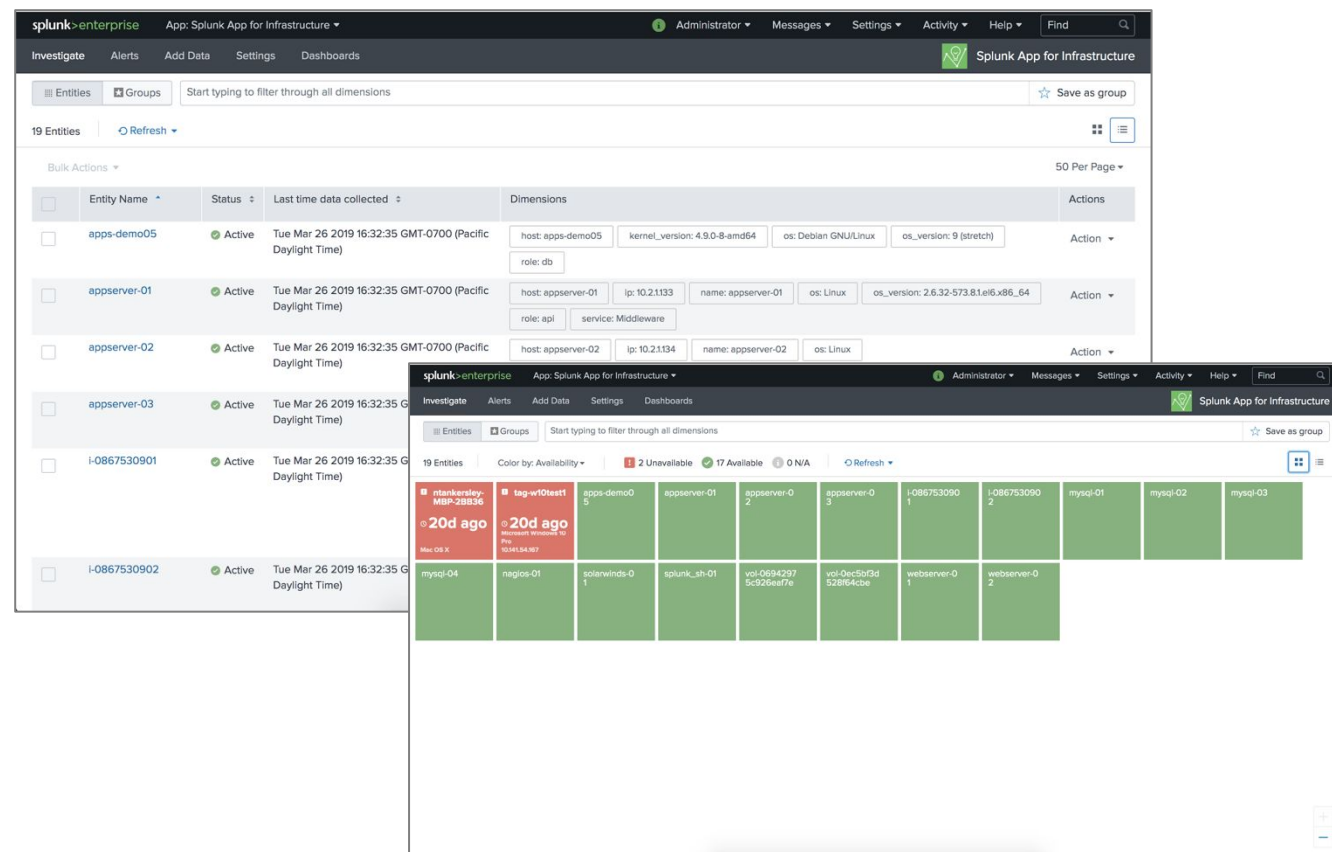 splunk>enterprise App: Splunk App for Infrastructure Administrator Messages Settings Activity Help Find
Investigate Alerts Add Data Settings Dashboards Splunk App for Infrastructure
Entities Groups Start typing to filter through all dimensions Save as group
19 Entities Refresh
Bulk Actions 50 Per Page
Entity Name Status Last time data collected Dimensions Actions
apps-demo05 Active Tue Mar 26 2019 16:32:35 GMT-0700 (Pacific host: apps-demo05 kernel_version: 4.9.0-8-amd64 os: Debian GNU/Linux os_version: 9 (stretch) Action
Daylight Time)
role: db
appserver-01 Active Tue Mar 26 2019 16:32:35 GMT-0700 (Pacific host: appserver-01 ip: 10.2.1.133 name: appserver-01 os: Linux os_version: 2.6.32-573.8.1.el6.x86_64 Action
Daylight Time)
role: api service: Middleware
appserver-02 Active Tue Mar 26 2019 16:32:35 GMT-0700 (Pacific host: appserver-02 ip: 10.2.1.134 name: appserver-02 os: Linux Action
Daylight Time)
appserver-03 Active Tue Mar 26 2019 16:32:35 G
Daylight Time)
i-0867530901 Active Tue Mar 26 2019 16:32:35 G
Daylight Time)
i-0867530902 Active Tue Mar 26 2019 16:32:35 G
Daylight Time)
splunk>enterprise App: Splunk App for Infrastructure Administrator Messages Settings Activity Help Find
Investigate Alerts Add Data Settings Dashboards Splunk App for Infrastructure
Entities Groups Start typing to filter through all dimensions Save as group
19 Entities Color by: Availability 2 Unavailable 17 Available 0 N/A Refresh
ntankersley- tag-w10test1 apps-demo0 appserver-01 appserver-0 appserver-0 i-086753090 i-086753090 mysql-01 mysql-02 mysql-03
MBP-2BB36 5 2 3 1 2
20d ago 20d ago
Microsoft Windows 10
Pro
Mac OS X 10.141.54.167
mysql-04 nagios-01 solarwinds-0 splunk_sh-01 vol-0694297 vol-0ec5bf3d webserver-0 webserver-0
1 5c926eaf7e 528f64cbe 1 2